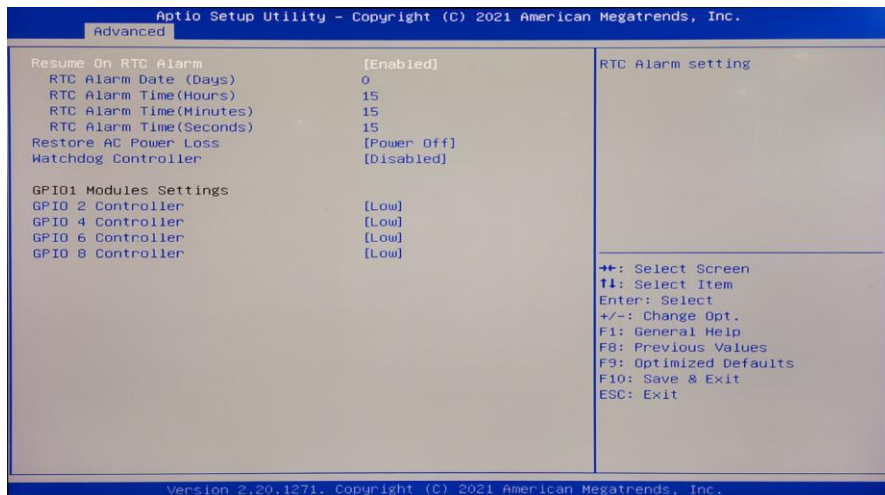 Aptio Setup Utility – Copyright (C) 2021 American Megatrends, Inc.
Advanced
Resume On RTC Alarm [Enabled]
RTC Alarm Date (Days) 0
RTC Alarm Time(Hours) 15
RTC Alarm Time(Minutes) 15
RTC Alarm Time(Seconds) 15
Restore AC Power Loss [Power Off]
Watchdog Controller [Disabled]
GPIO1 Modules Settings
GPIO 2 Controller [Low]
GPIO 4 Controller [Low]
GPIO 6 Controller [Low]
GPIO 8 Controller [Low]
RTC Alarm setting
→←: Select Screen
↑↓: Select Item
Enter: Select
+/-: Change Opt.
F1: General Help
F8: Previous Values
F9: Optimized Defaults
F10: Save & Exit
ESC: Exit
Version 2.20.1271. Copyright (C) 2021 American Megatrends, Inc.